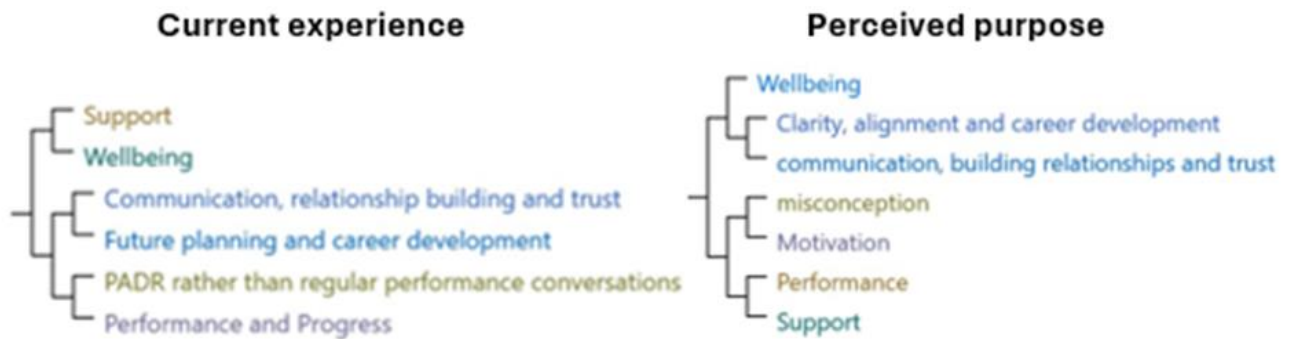 Current experience
Support
Wellbeing
Communication, relationship building and trust
Future planning and career development
PADR rather than regular performance conversations
Performance and Progress
Perceived purpose
Wellbeing
Clarity, alignment and career development
communication, building relationships and trust
misconception
Motivation
Performance
Support